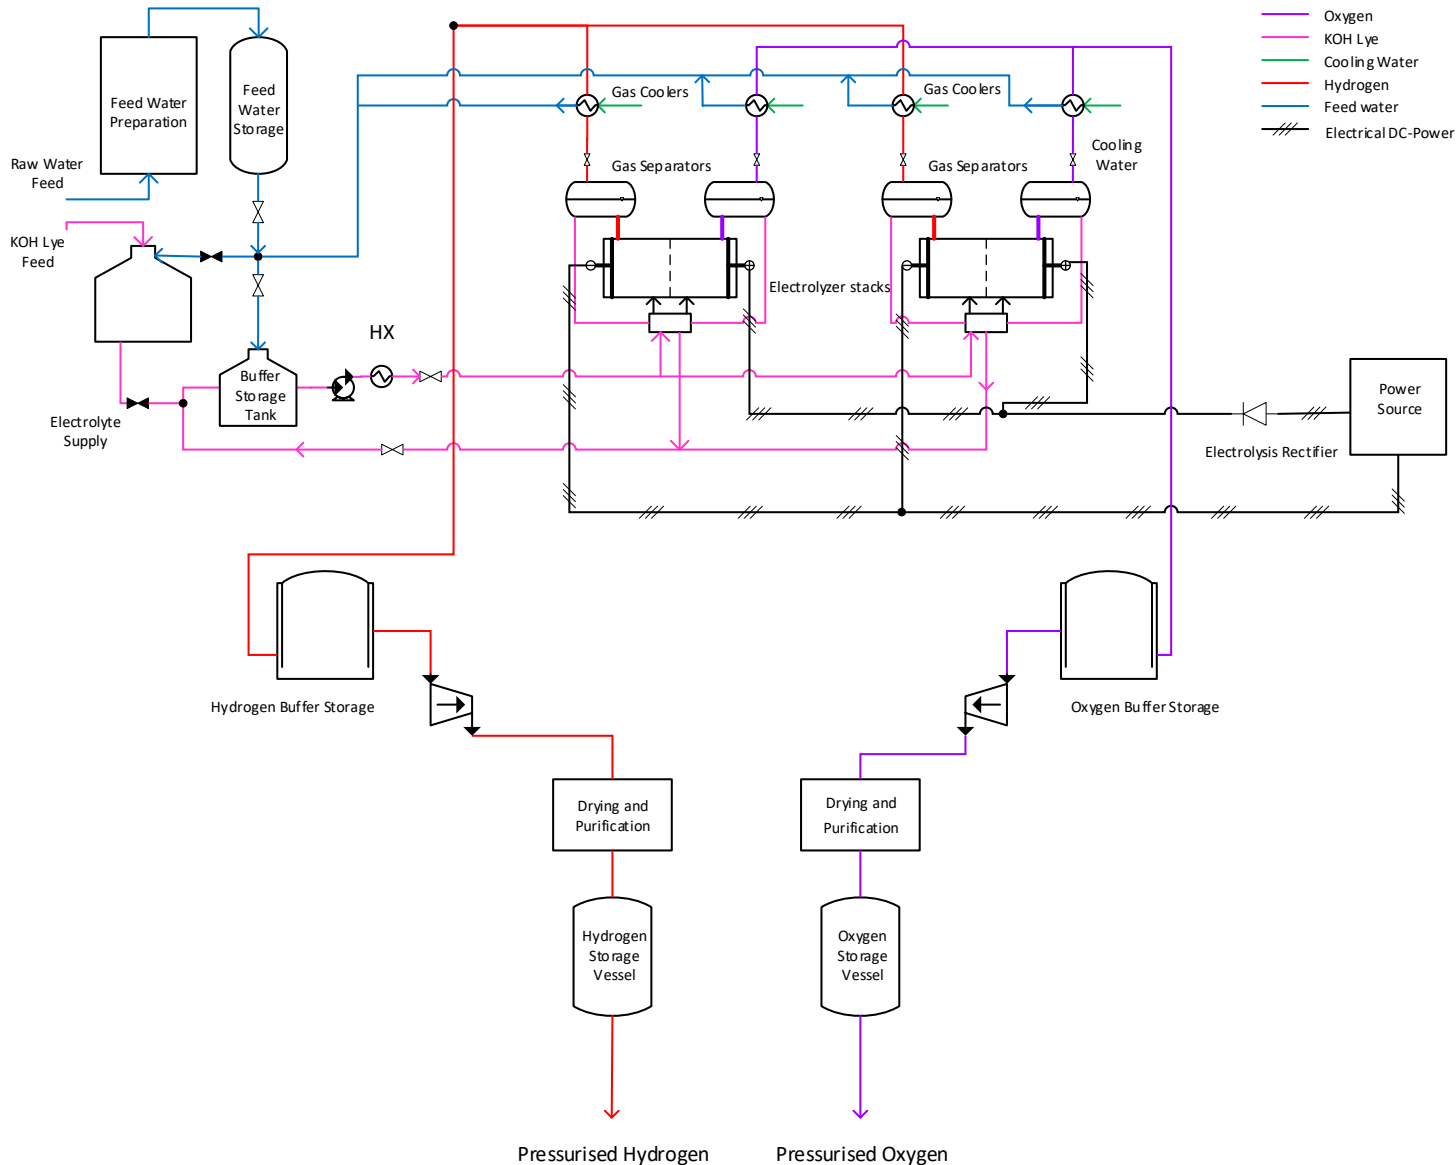 Oxygen
KOH Lye
Cooling Water
Hydrogen
Feed water
Electrical DC-Power
Feed Water
Preparation
Feed
Water
Storage
Gas Coolers
Gas Coolers
Raw Water
Feed
Gas Separators
Gas Separators
Cooling
Water
KOH Lye
Feed
Electrolyzer stacks
HX
Buffer
Storage
Tank
Electrolyte
Supply
Power
Source
Electrolysis Rectifier
Hydrogen Buffer Storage
Oxygen Buffer Storage
Drying and
Purification
Drying and
Purification
Hydrogen
Storage
Vessel
Oxygen
Storage
Vessel
Pressurised Hydrogen
Pressurised Oxygen